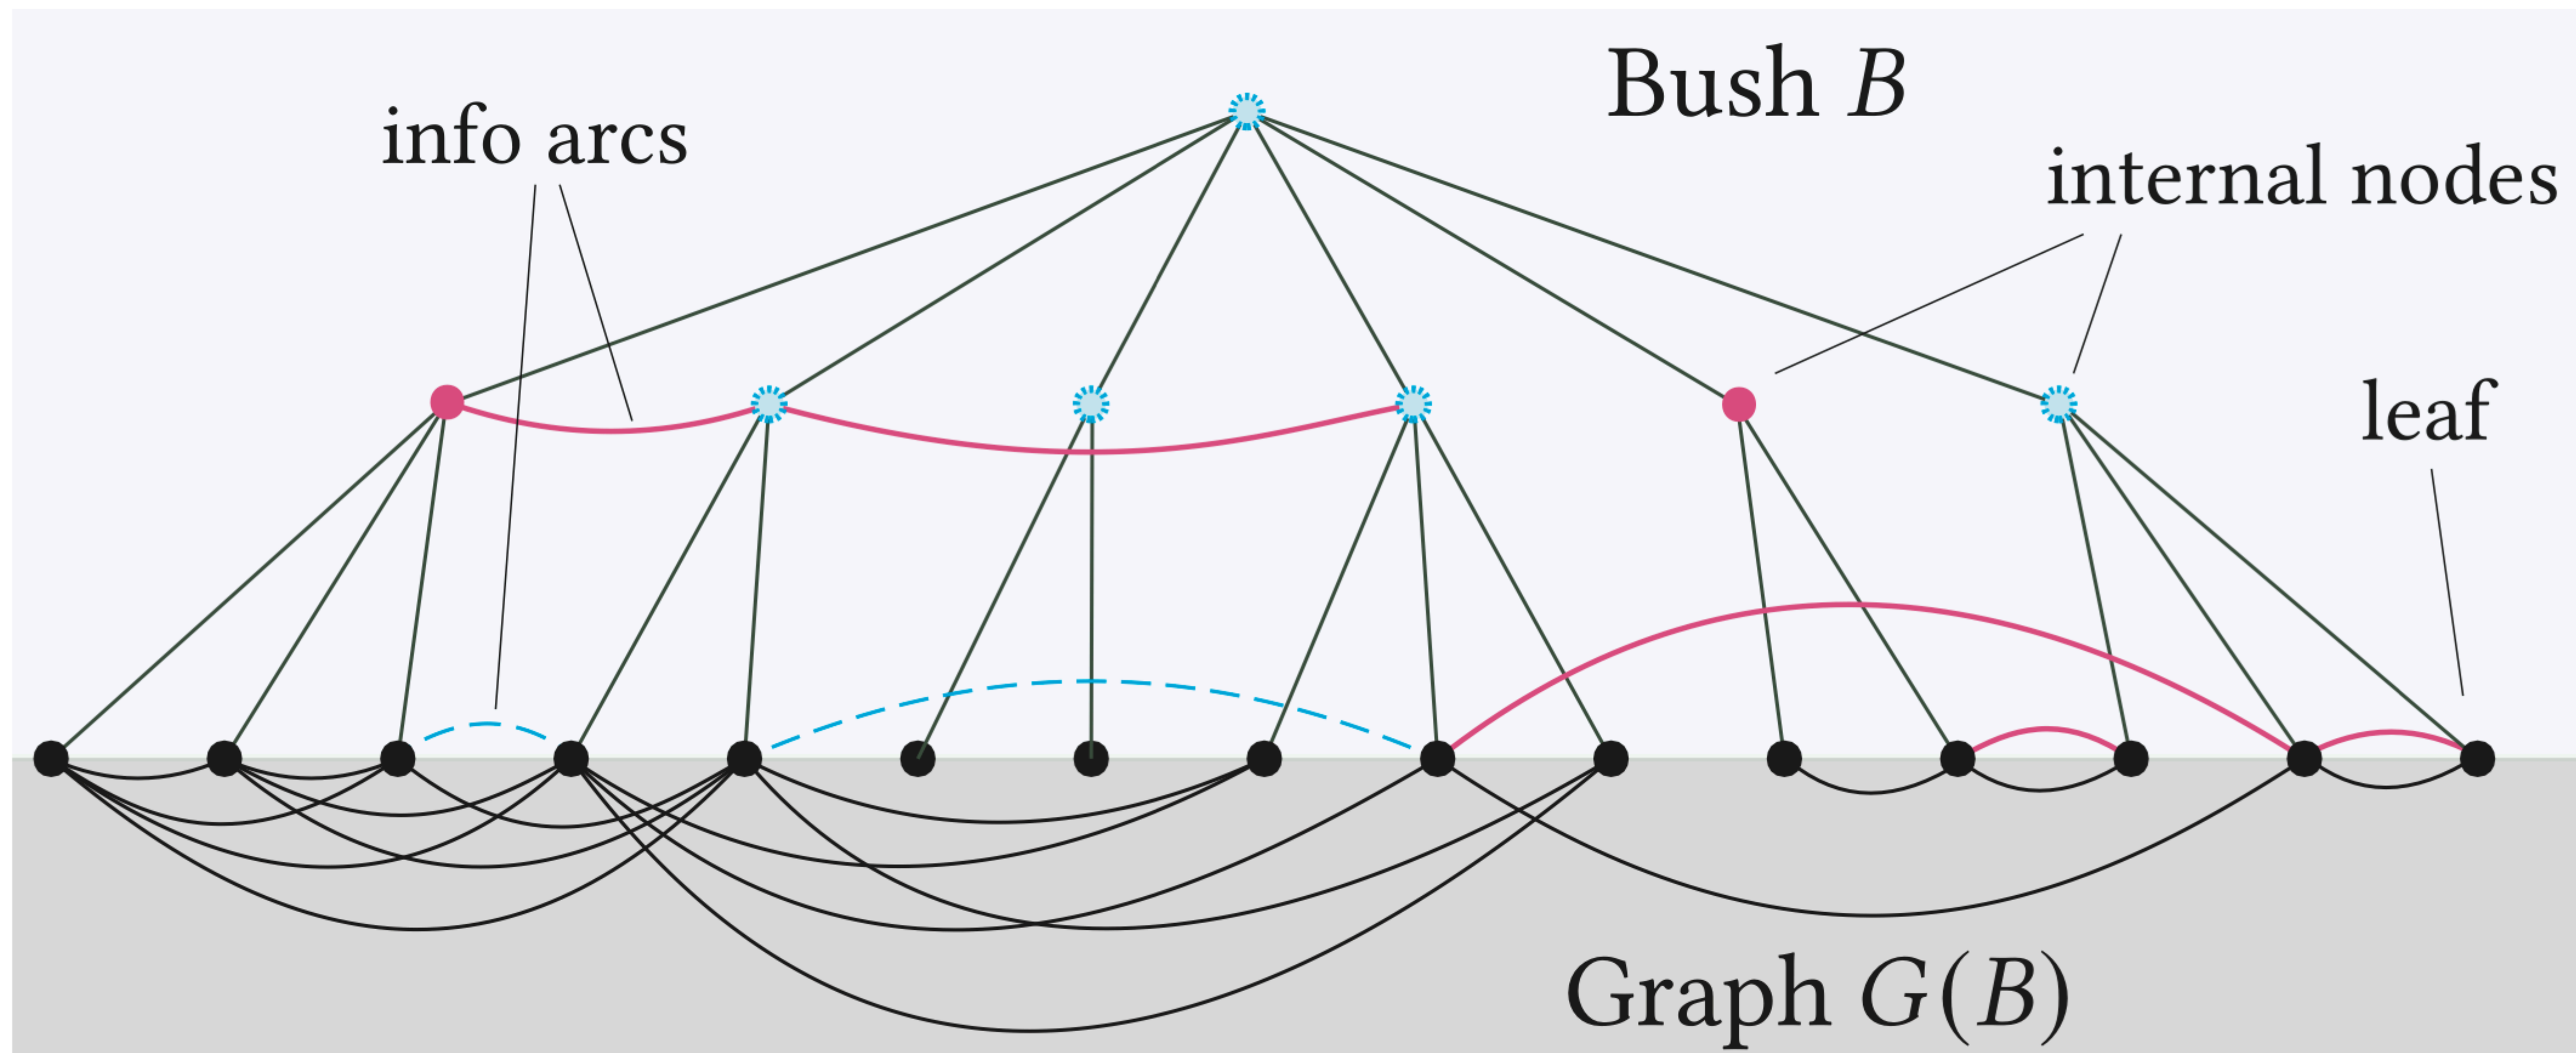 Bush B
info arcs
internal nodes
leaf
Graph G(B)